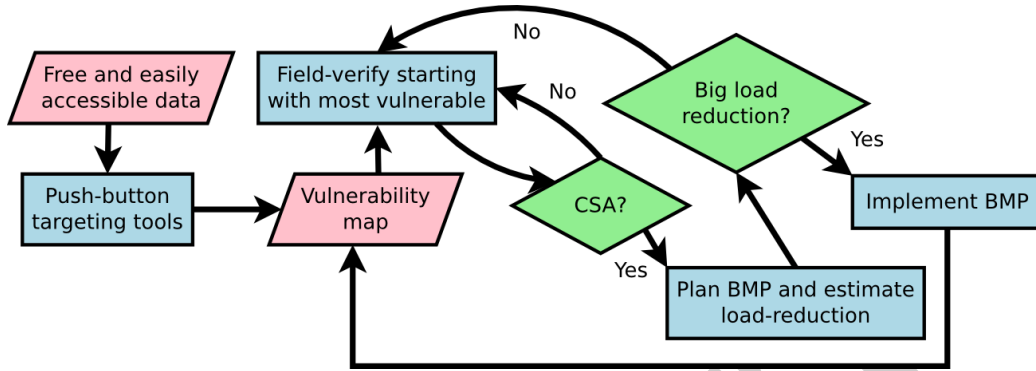 Free and easily
accessible data
Push-button
targeting tools
Vulnerability
map
Field-verify starting
with most vulnerable
No
No
CSA?
Yes
Plan BMP and estimate
load-reduction
Big load
reduction?
Yes
Implement BMP